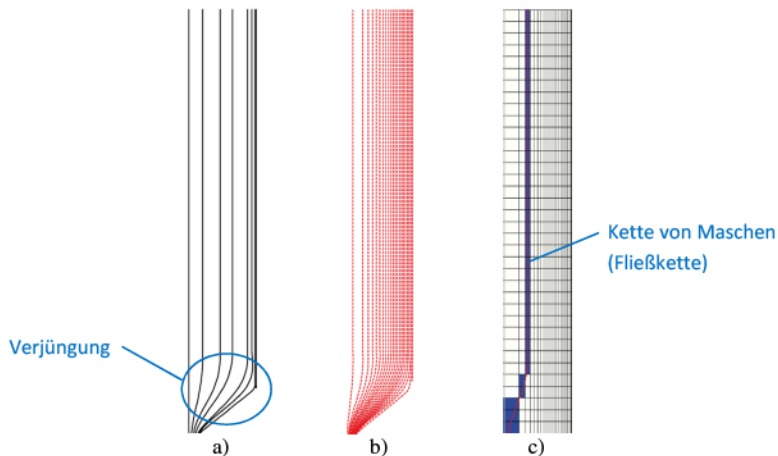 Kette von Maschen
(Fließkette)
Verjüngung
a)
b)
c)